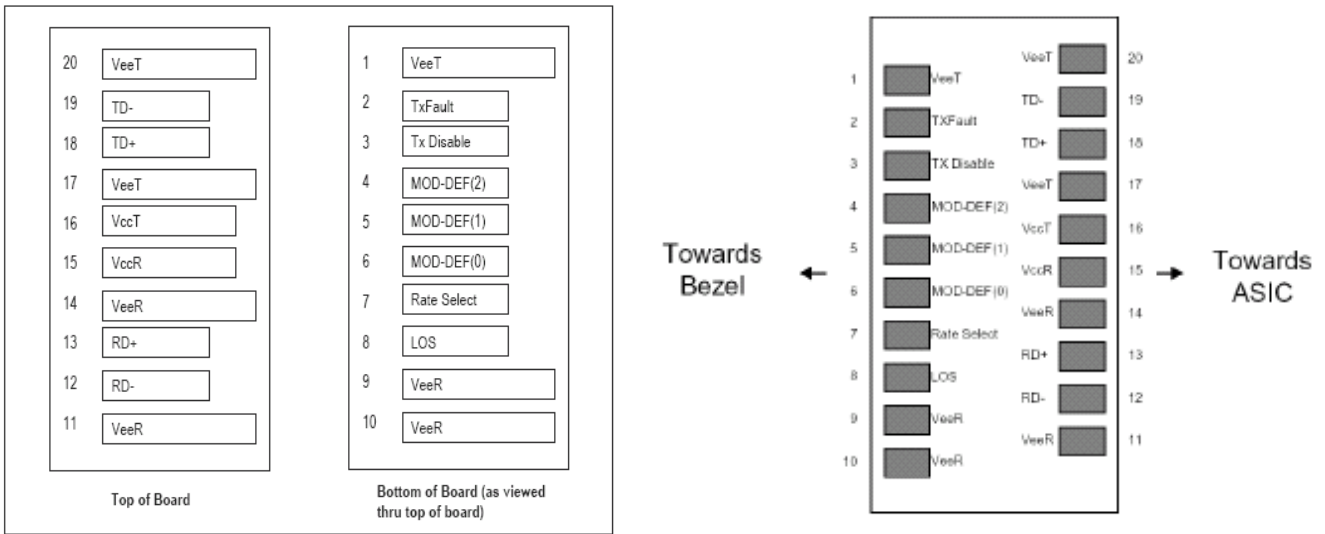 20 VeeT
19 TD-
18 TD+
17 VeeT
16 VccT
15 VccR
14 VeeR
13 RD+
12 RD-
11 VeeR
Top of Board
1 VeeT
2 TxFault
3 Tx Disable
4 MOD-DEF(2)
5 MOD-DEF(1)
6 MOD-DEF(0)
7 Rate Select
8 LOS
9 VeeR
10 VeeR
Bottom of Board (as viewed
thru top of board)
Towards
Bezel
1 VeeT
2 TXFault
3 TX Disable
4 MOD-DEF(2)
5 MOD-DEF(1)
6 MOD-DEF(0)
7 Rate Select
8 LOS
9 VeeR
10 VeeR
VeeT 20
TD- 19
TD+ 18
VeeT 17
VccT 16
VccR 15
VeeR 14
RD+ 13
RD- 12
VeeR 11
Towards
ASIC